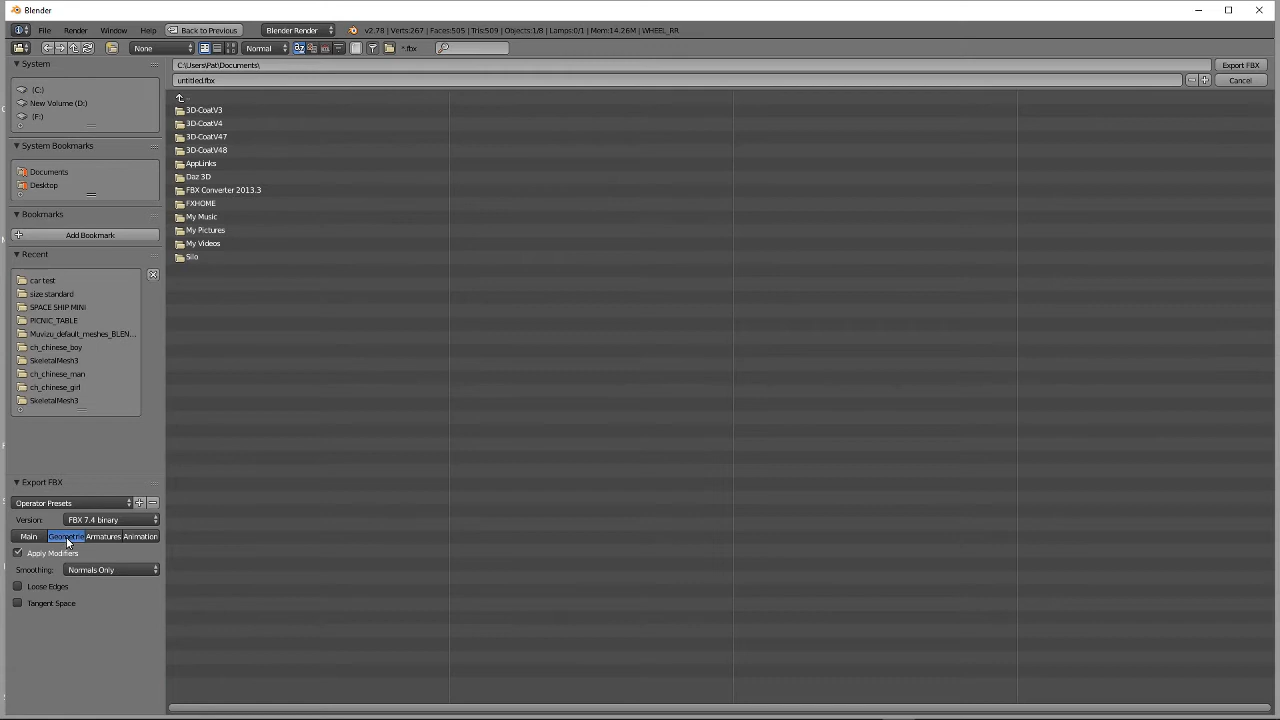 Blender
File Render Window Help Back to Previous Blender Render v2.78 | Verts:267 | Faces:505 | Tris:509 | Objects:1/8 | Lamps:0/1 | Mem:14.26M | WHEEL_RR
None Normal *.fbx
System
(C:)
New Volume (D:)
(F:)
System Bookmarks
Documents
Desktop
Bookmarks
Add Bookmark
Recent
car test
size standard
SPACE SHIP MINI
PICNIC_TABLE
Muvizu_default_meshes_BLEN...
ch_chinese_boy
SkeletalMesh3
ch_chinese_man
ch_chinese_girl
SkeletalMesh3
Export FBX
Operator Presets
Version: FBX 7.4 binary
Main Geometrie Armatures Animation
Apply Modifiers
Smoothing: Normals Only
Loose Edges
Tangent Space
C:\Users\Pat\Documents\ Export FBX
untitled.fbx Cancel
..
3D-CoatV3
3D-CoatV4
3D-CoatV47
3D-CoatV48
AppLinks
Daz 3D
FBX Converter 2013.3
FXHOME
My Music
My Pictures
My Videos
Silo